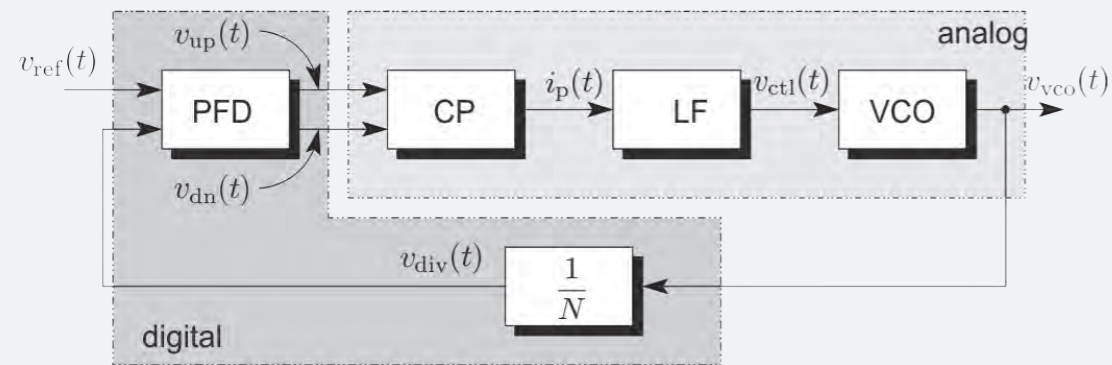 analog
v_up(t)
v_ref(t)
PFD
CP
i_p(t)
LF
v_ctl(t)
VCO
v_vco(t)
v_dn(t)
v_div(t)
1/N
digital